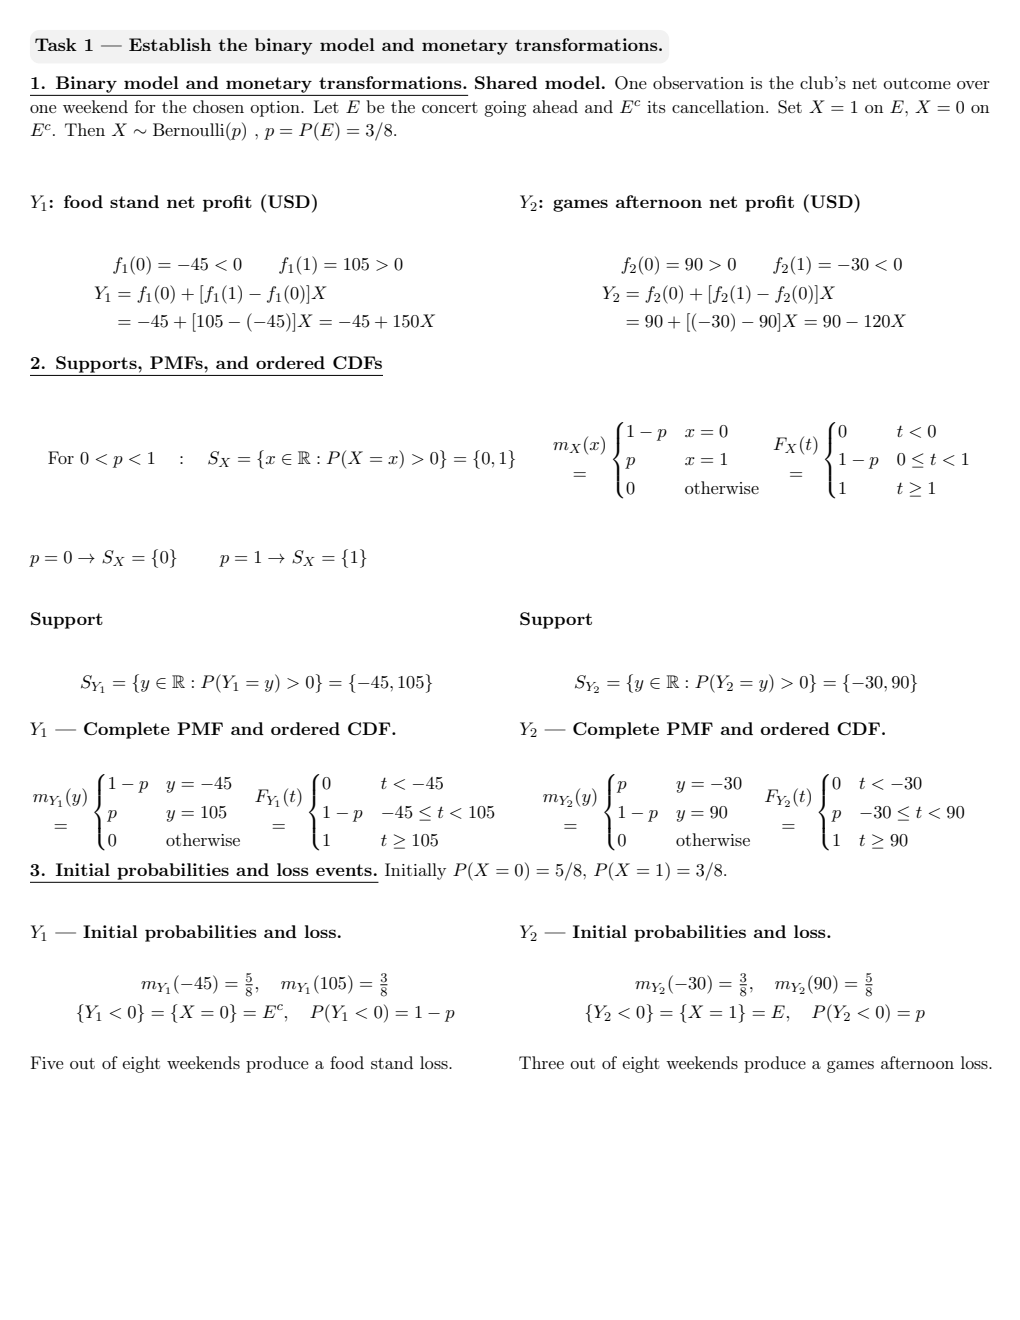 Task 1 — Establish the binary model and monetary transformations.
1. Binary model and monetary transformations. Shared model. One observation is the club's net outcome over
one weekend for the chosen option. Let E be the concert going ahead and Eᶜ its cancellation. Set X = 1 on E, X = 0 on
Eᶜ. Then X ∼ Bernoulli(p) , p = P(E) = 3/8.
Y₁: food stand net profit (USD)
f₁(0) = −45 < 0 f₁(1) = 105 > 0
Y₁ = f₁(0) + [f₁(1) − f₁(0)]X
= −45 + [105 − (−45)]X = −45 + 150X
Y₂: games afternoon net profit (USD)
f₂(0) = 90 > 0 f₂(1) = −30 < 0
Y₂ = f₂(0) + [f₂(1) − f₂(0)]X
= 90 + [(−30) − 90]X = 90 − 120X
2. Supports, PMFs, and ordered CDFs
For 0 < p < 1 : S_X = {x ∈ ℝ : P(X = x) > 0} = {0, 1}
m_X(x) =
1 − p x = 0
p x = 1
0 otherwise
F_X(t) =
0 t < 0
1 − p 0 ≤ t < 1
1 t ≥ 1
p = 0 → S_X = {0} p = 1 → S_X = {1}
Support
S_Y₁ = {y ∈ ℝ : P(Y₁ = y) > 0} = {−45, 105}
Support
S_Y₂ = {y ∈ ℝ : P(Y₂ = y) > 0} = {−30, 90}
Y₁ — Complete PMF and ordered CDF.
m_Y₁(y) =
1 − p y = −45
p y = 105
0 otherwise
F_Y₁(t) =
0 t < −45
1 − p −45 ≤ t < 105
1 t ≥ 105
Y₂ — Complete PMF and ordered CDF.
m_Y₂(y) =
p y = −30
1 − p y = 90
0 otherwise
F_Y₂(t) =
0 t < −30
p −30 ≤ t < 90
1 t ≥ 90
3. Initial probabilities and loss events. Initially P(X = 0) = 5/8, P(X = 1) = 3/8.
Y₁ — Initial probabilities and loss.
m_Y₁(−45) = 5/8, m_Y₁(105) = 3/8
{Y₁ < 0} = {X = 0} = Eᶜ, P(Y₁ < 0) = 1 − p
Five out of eight weekends produce a food stand loss.
Y₂ — Initial probabilities and loss.
m_Y₂(−30) = 3/8, m_Y₂(90) = 5/8
{Y₂ < 0} = {X = 1} = E, P(Y₂ < 0) = p
Three out of eight weekends produce a games afternoon loss.